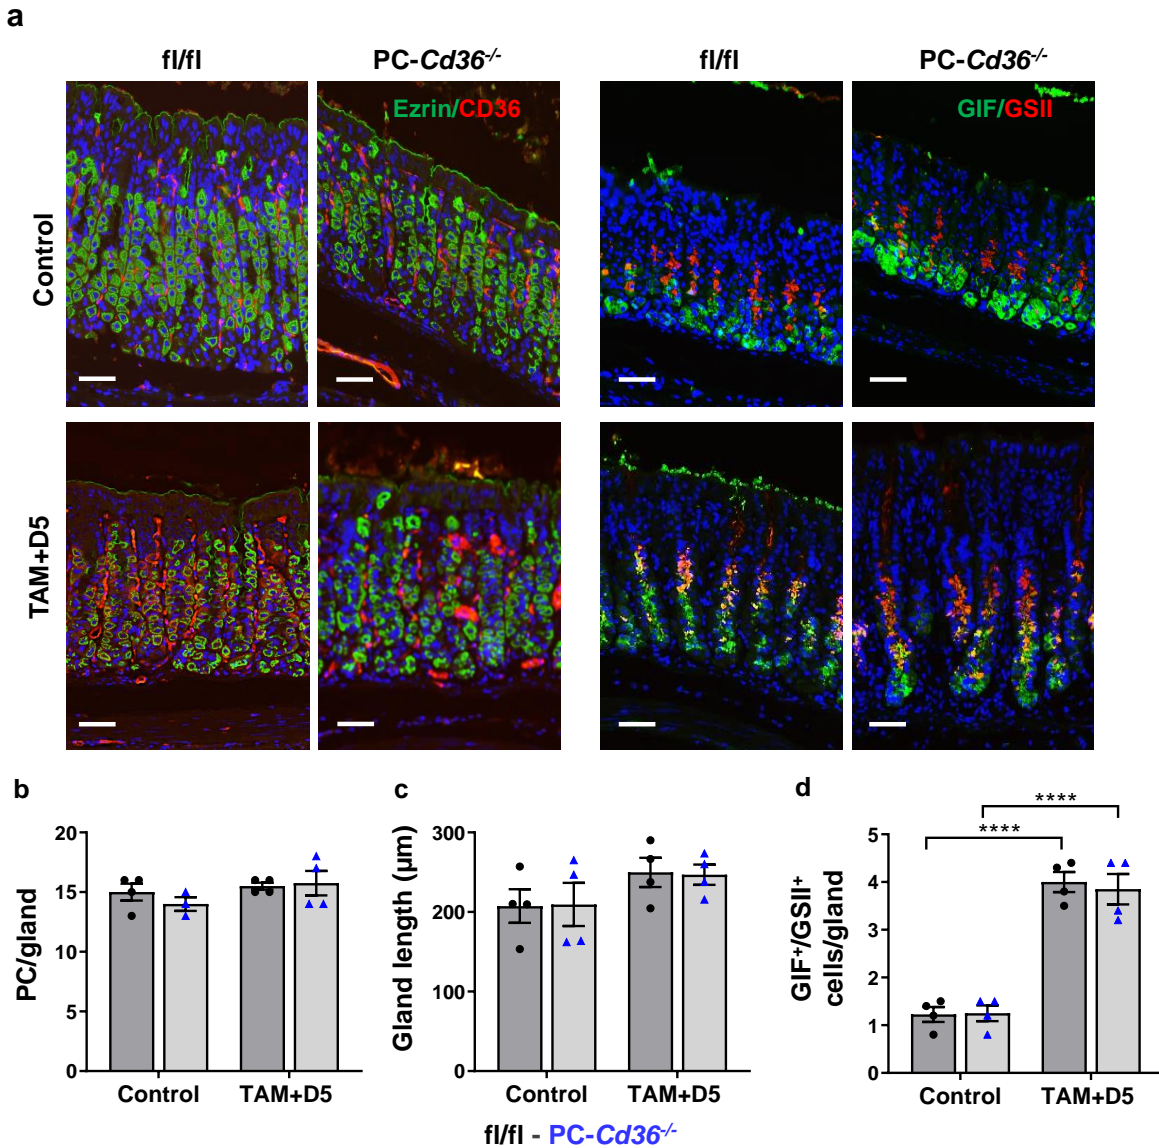 a
fl/fl PC-Cd36-/- fl/fl PC-Cd36-/-
Ezrin/CD36 GIF/GSII
Control
TAM+D5
b
PC/gland
20
15
10
5
0
Control TAM+D5
c
Gland length (µm)
300
200
100
0
Control TAM+D5
d
GIF+/GSII+
cells/gland
5
4
3
2
1
0
****
****
Control TAM+D5
fl/fl - PC-Cd36-/-